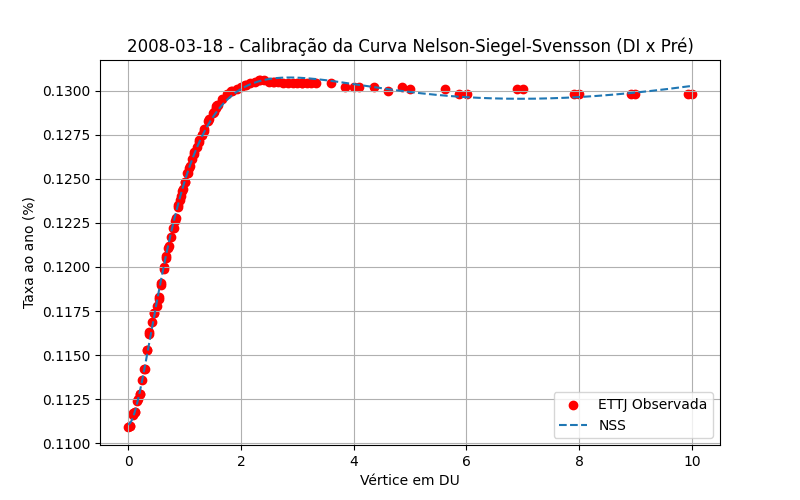 2008-03-18 - Calibração da Curva Nelson-Siegel-Svensson (DI x Pré)
Taxa ao ano (%)
0.1300
0.1275
0.1250
0.1225
0.1200
0.1175
0.1150
0.1125
0.1100
ETTJ Observada
NSS
0 2 4 6 8 10
Vértice em DU